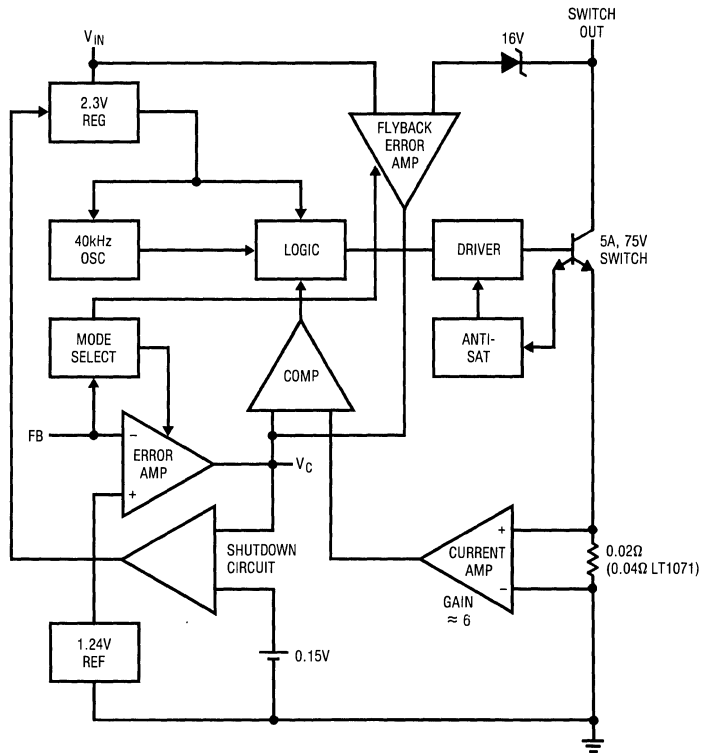 SWITCH
OUT
VIN
16V
2.3V
REG
FLYBACK
ERROR
AMP
40kHz
OSC
LOGIC
DRIVER
5A, 75V
SWITCH
MODE
SELECT
ANTI-
SAT
COMP
FB
−
ERROR
AMP
+
VC
SHUTDOWN
CIRCUIT
+
CURRENT
AMP
−
GAIN
≈ 6
0.02Ω
(0.04Ω LT1071)
1.24V
REF
0.15V